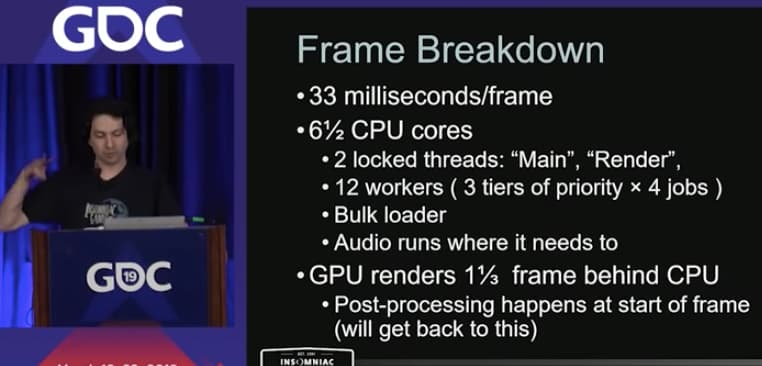 GDC
Frame Breakdown
• 33 milliseconds/frame
• 6½ CPU cores
• 2 locked threads: “Main”, “Render”,
• 12 workers ( 3 tiers of priority × 4 jobs )
• Bulk loader
• Audio runs where it needs to
• GPU renders 1⅓ frame behind CPU
• Post-processing happens at start of frame
(will get back to this)
INSOMNIAC
GAMES
GDC
19
INSOMNIAC